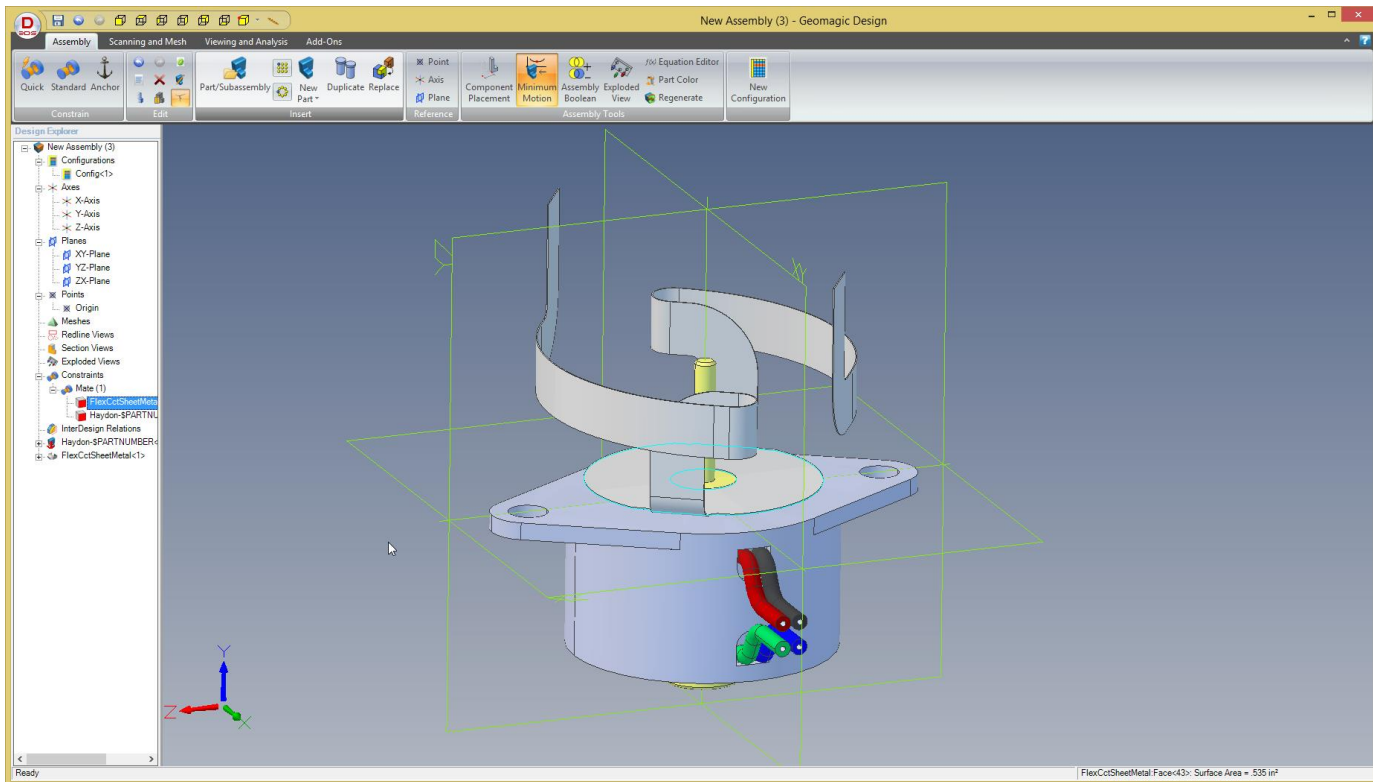 New Assembly (3) - Geomagic Design
Assembly Scanning and Mesh Viewing and Analysis Add-Ons
Quick Standard Anchor
Constrain
Edit
Part/Subassembly New Part Duplicate Replace
Insert
Point
Axis
Plane
Reference
Component Placement Minimum Motion Assembly Boolean Exploded View
f(x) Equation Editor
Part Color
Regenerate
Assembly Tools
New Configuration
Design Explorer
New Assembly (3)
Configurations
Config<1>
Axes
X-Axis
Y-Axis
Z-Axis
Planes
XY-Plane
YZ-Plane
ZX-Plane
Points
Origin
Meshes
Redline Views
Section Views
Exploded Views
Constraints
Mate (1)
FlexCctSheetMeta
Haydon-$PARTNU
InterDesign Relations
Haydon-$PARTNUMBER<
FlexCctSheetMetal<1>
XY
Y
Z
X
Ready
FlexCctSheetMetal:Face<43>: Surface Area = .535 in²